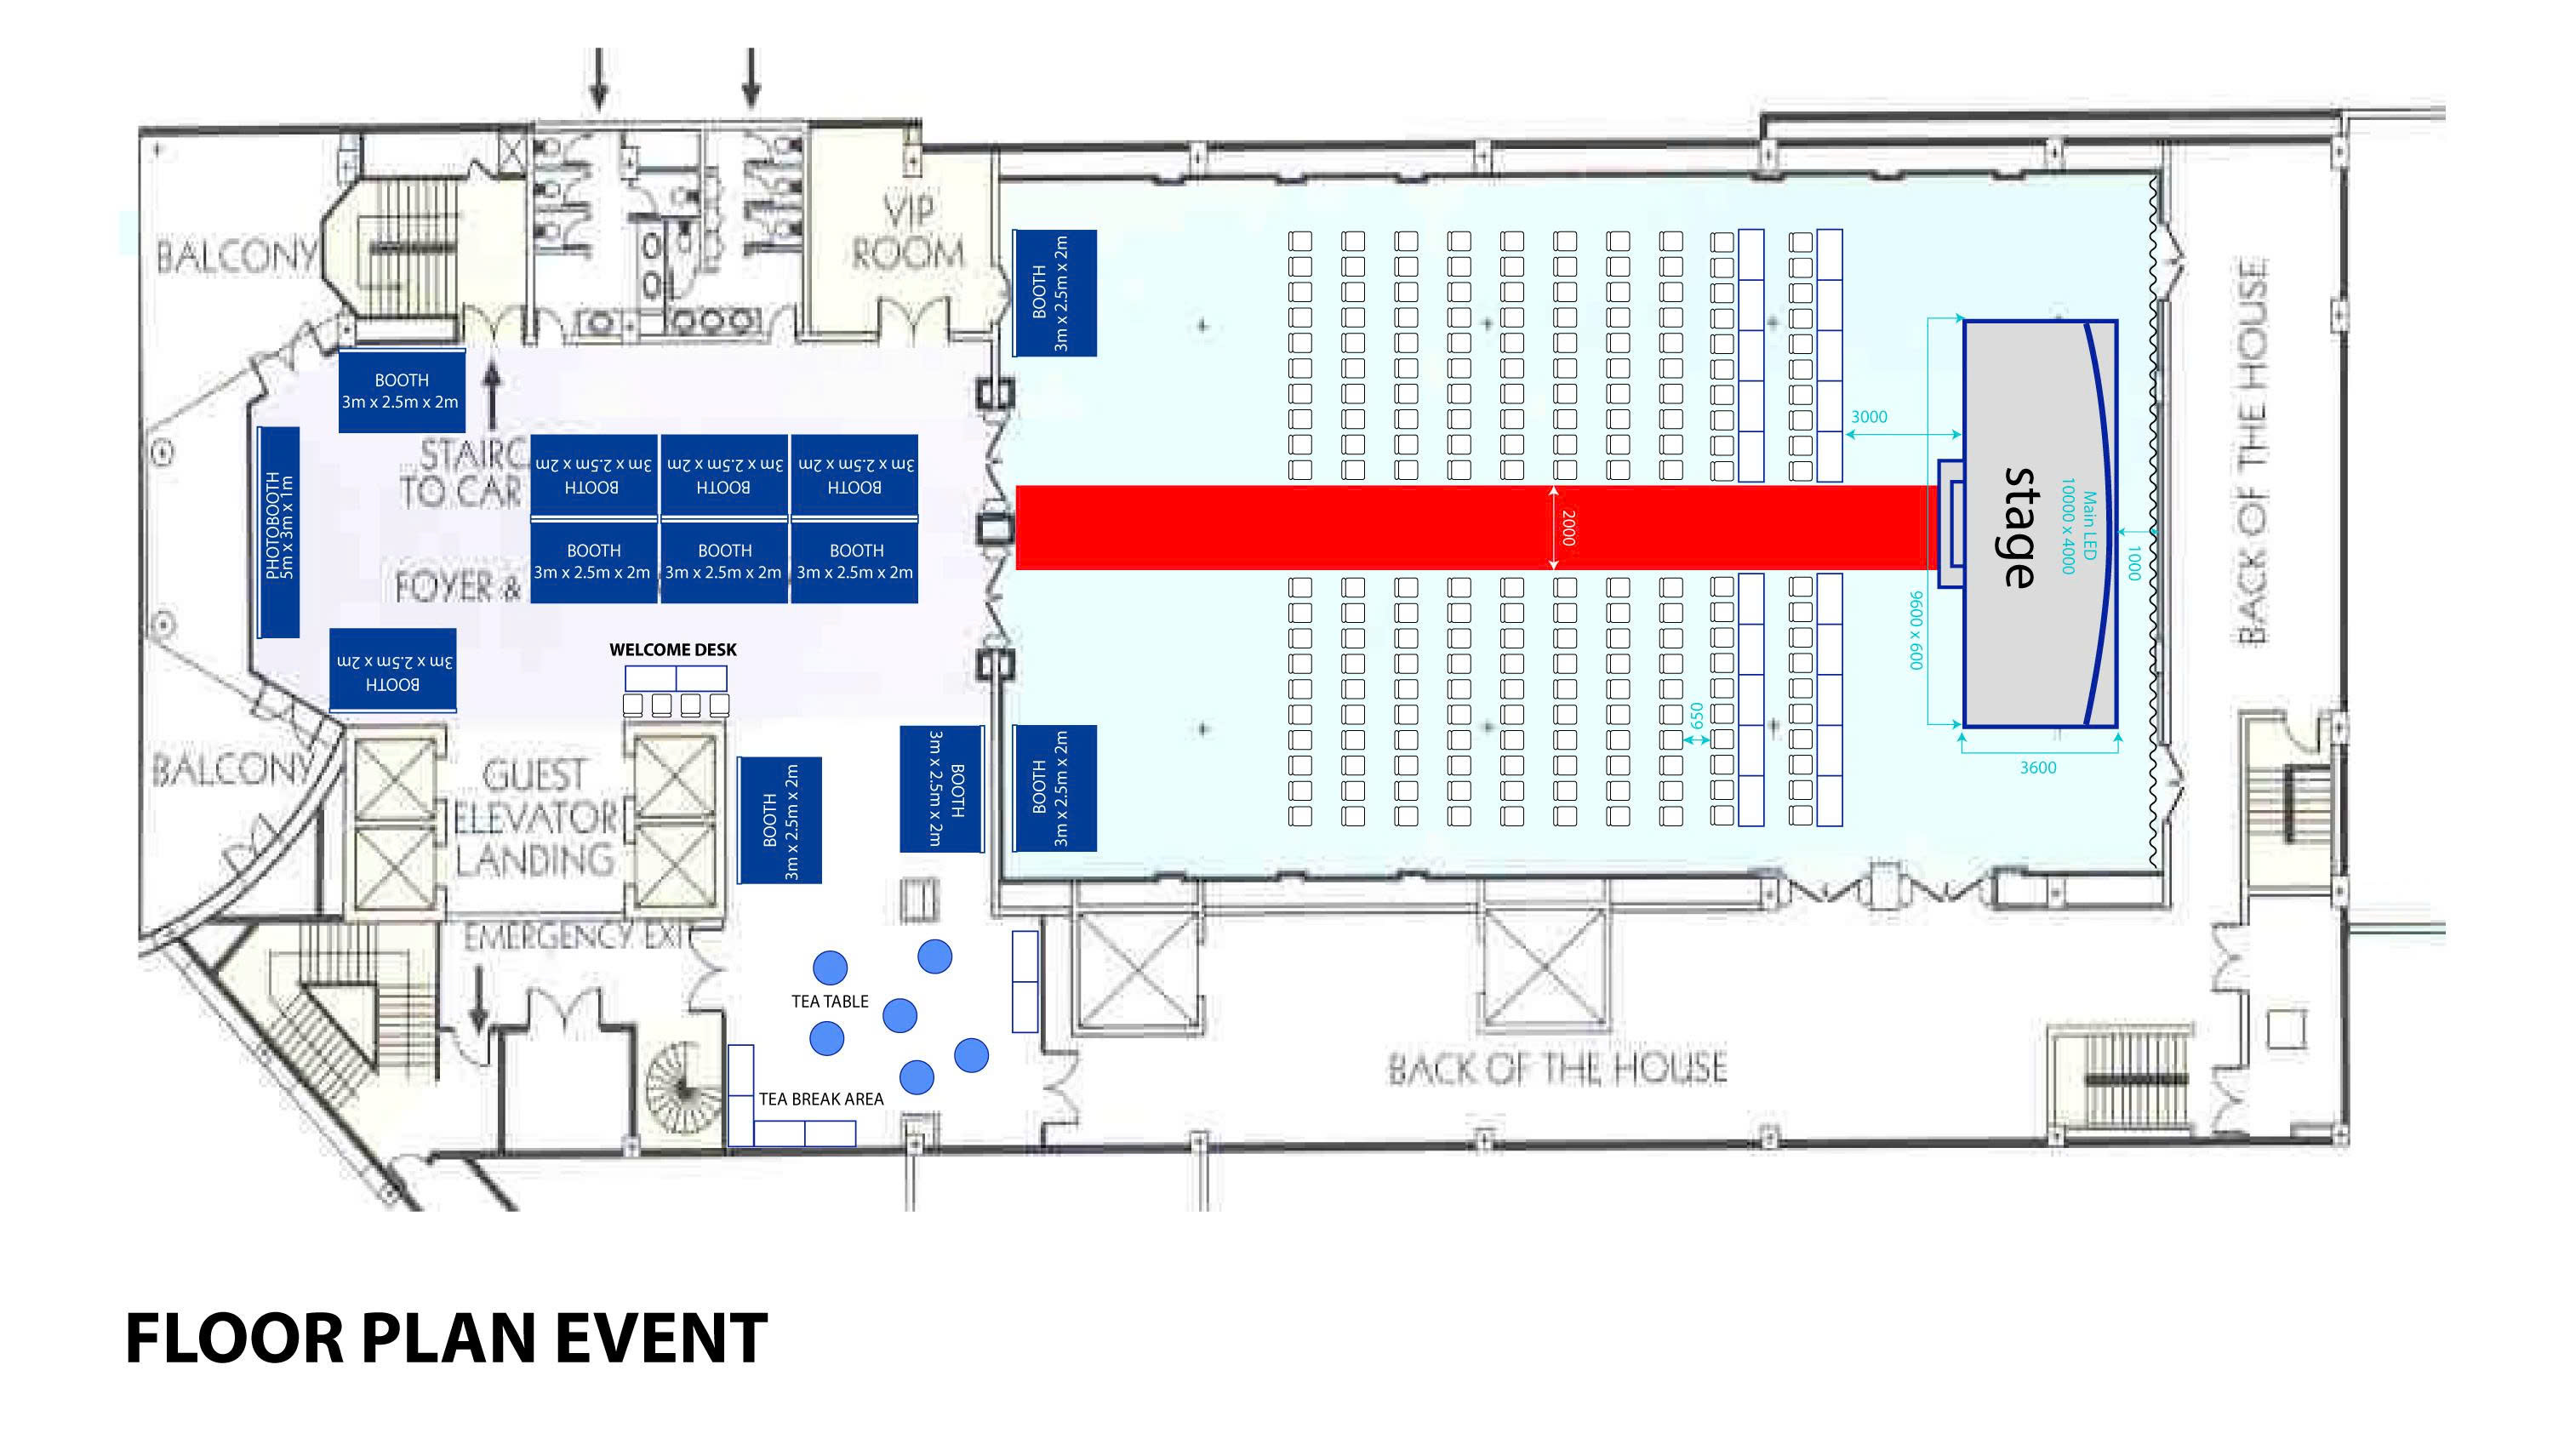 BALCONY
VIP
ROOM
BOOTH
3m x 2.5m x 2m
BOOTH
3m x 2.5m x 2m
PHOTOBOOTH
5m x 3m x 1m
STAIRC
TO CAR
BOOTH
3m x 2.5m x 2m
BOOTH
3m x 2.5m x 2m
BOOTH
3m x 2.5m x 2m
BOOTH
3m x 2.5m x 2m
BOOTH
3m x 2.5m x 2m
BOOTH
3m x 2.5m x 2m
FOYER &
BOOTH
3m x 2.5m x 2m
WELCOME DESK
BALCONY
GUEST
ELEVATOR
LANDING
BOOTH
3m x 2.5m x 2m
BOOTH
3m x 2.5m x 2m
BOOTH
3m x 2.5m x 2m
EMERGENCY EXIT
TEA TABLE
TEA BREAK AREA
2000
650
3000
9600 x 600
stage
Main LED
10000 x 4000
1000
3600
BACK OF THE HOUSE
BACK OF THE HOUSE
FLOOR PLAN EVENT